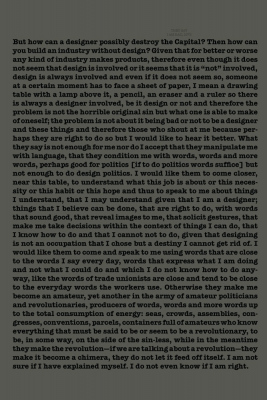 But how can a designer possibly destroy the Capital? Then how can
you build an industry without design? Given that for better or worse
any kind of industry makes products, therefore even though it does
not seem that design is involved or it seems that it is "not" involved,
design is always involved and even if it does not seem so, someone
at a certain moment has to face a sheet of paper, I mean a drawing
table with a lamp above it, a pencil, an eraser and a ruler so there
is always a designer involved, be it design or not and therefore the
problem is not the horrible original sin but what one is able to make
of oneself; the problem is not about it being bad or not to be a designer
and these things and therefore those who shout at me because per-
haps they are right to do so but I would like to hear it better. What
they say is not enough for me nor do I accept that they manipulate me
with language, that they condition me with words, words and more
words, perhaps good for politics [if to do politics words suffice] but
not enough to do design politics. I would like them to come closer,
near this table, to understand what this job is about or this neces-
sity or this habit or this hope and thus to speak to me about things
I understand, that I may understand given that I am a designer;
things that I believe can be done, that are right to do, with words
that sound good, that reveal images to me, that solicit gestures, that
make me take decisions within the context of things I can do, that
I know how to do and that I cannot not to do, given that designing
is not an occupation that I chose but a destiny I cannot get rid of. I
would like them to come and speak to me using words that are close
to the words I say every day, words that express what I am doing
and not what I could do and which I do not know how to do any-
way, like the words of trade unionists are close and tend to be close
to the everyday words the workers use. Otherwise they make me
become an amateur, yet another in the army of amateur politicians
and revolutionaries, producers of words, words and more words up
to the total consumption of energy: seas, crowds, assemblies, con-
gresses, conventions, parcels, containers full of amateurs who know
everything that must be said to be or seem to be a revolutionary, to
be, in some way, on the side of the sin-less, while in the meantime
they make the revolution—if we are talking about a revolution—they
make it become a chimera, they do not let it feed off itself. I am not
sure if I have explained myself. I do not even know if I am right.